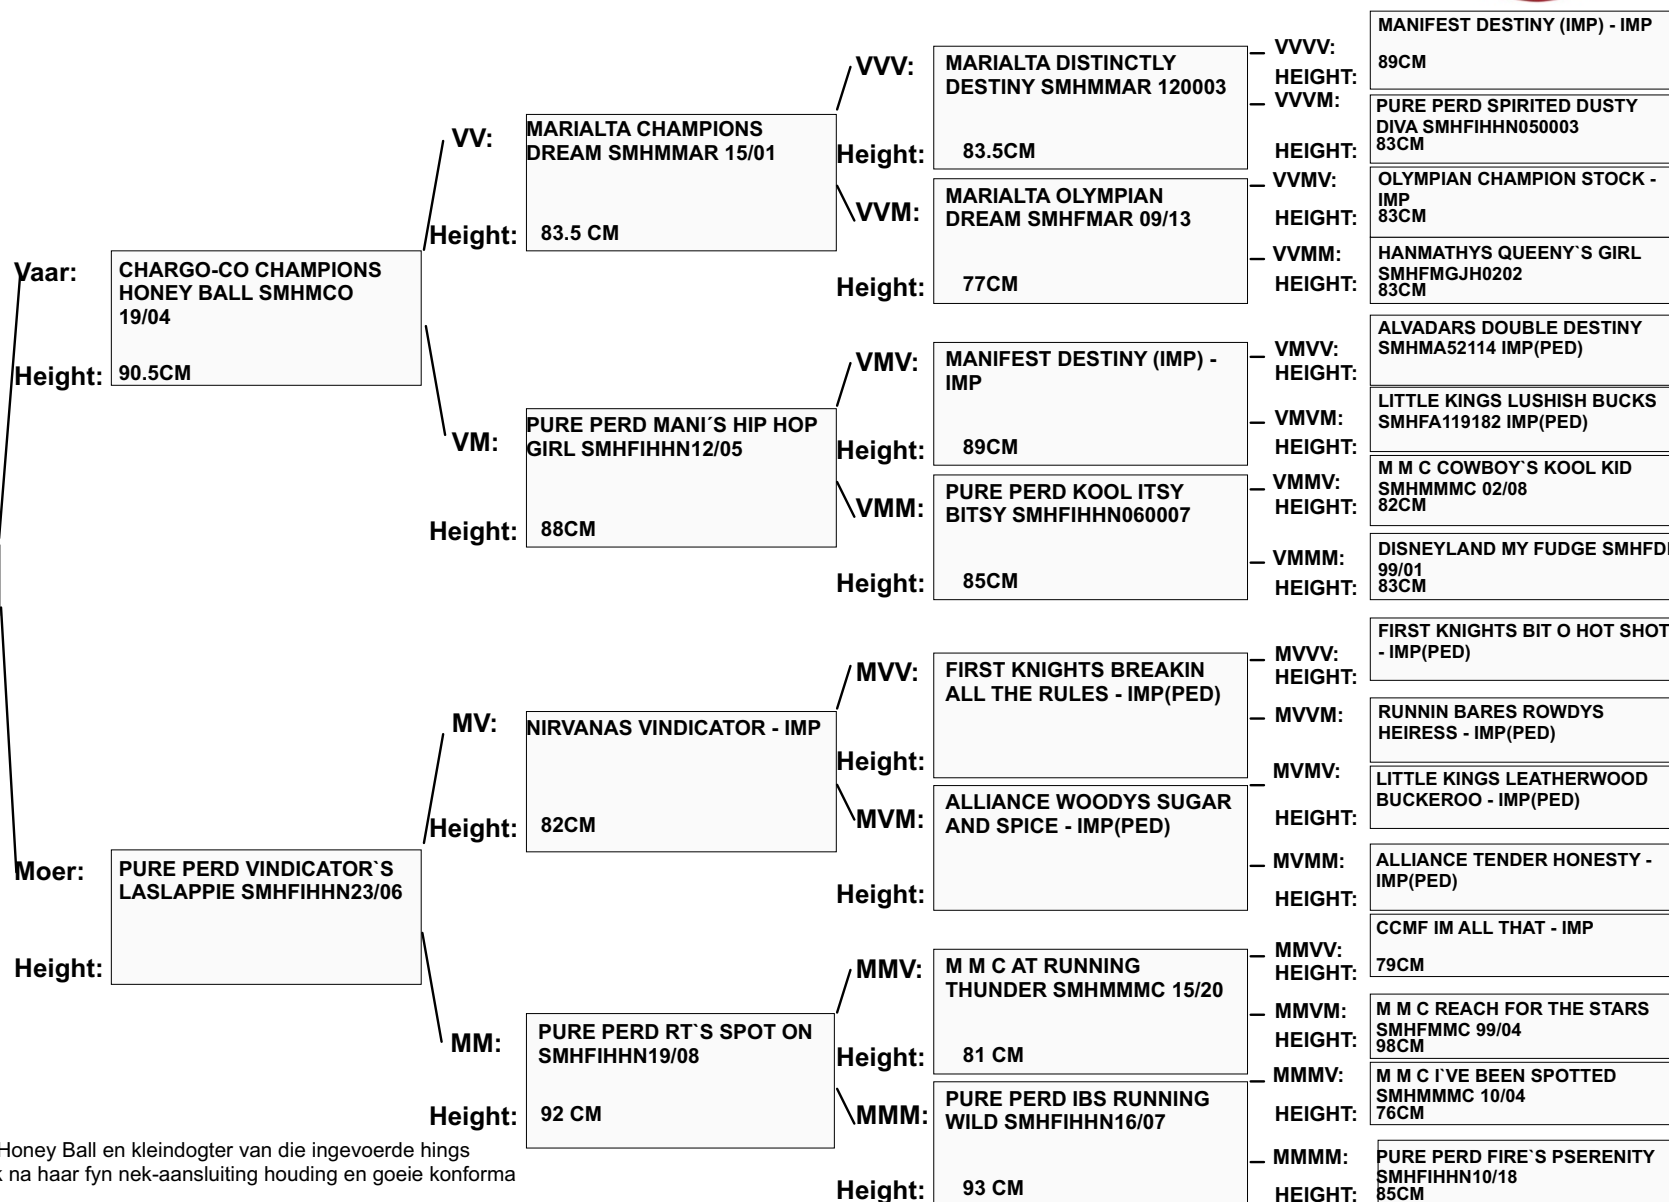 Vaar:
CHARGO-CO CHAMPIONS
HONEY BALL SMHMCO
19/04
Height:
90.5CM
Moer:
PURE PERD VINDICATOR`S
LASLAPPIE SMHFIHHN23/06
Height:
VV:
MARIALTA CHAMPIONS
DREAM SMHMMAR 15/01
Height:
83.5 CM
VM:
PURE PERD MANI´S HIP HOP
GIRL SMHFIHHN12/05
Height:
88CM
MV:
NIRVANAS VINDICATOR - IMP
Height:
82CM
MM:
PURE PERD RT`S SPOT ON
SMHFIHHN19/08
Height:
92 CM
VVV:
MARIALTA DISTINCTLY
DESTINY SMHMMAR 120003
Height:
83.5CM
VVM:
MARIALTA OLYMPIAN
DREAM SMHFMAR 09/13
Height:
77CM
VMV:
MANIFEST DESTINY (IMP) -
IMP
Height:
89CM
VMM:
PURE PERD KOOL ITSY
BITSY SMHFIHHN060007
Height:
85CM
MVV:
FIRST KNIGHTS BREAKIN
ALL THE RULES - IMP(PED)
Height:
MVM:
ALLIANCE WOODYS SUGAR
AND SPICE - IMP(PED)
Height:
MMV:
M M C AT RUNNING
THUNDER SMHMMMC 15/20
Height:
81 CM
MMM:
PURE PERD IBS RUNNING
WILD SMHFIHHN16/07
Height:
93 CM
VVVV:
MANIFEST DESTINY (IMP) - IMP
HEIGHT:
89CM
VVVM:
PURE PERD SPIRITED DUSTY
DIVA SMHFIHHN050003
HEIGHT:
83CM
VVMV:
OLYMPIAN CHAMPION STOCK -
IMP
HEIGHT:
83CM
VVMM:
HANMATHYS QUEENY`S GIRL
SMHFMGJH0202
HEIGHT:
83CM
VMVV:
ALVADARS DOUBLE DESTINY
SMHMA52114 IMP(PED)
HEIGHT:
VMVM:
LITTLE KINGS LUSHISH BUCKS
SMHFA119182 IMP(PED)
HEIGHT:
VMMV:
M M C COWBOY`S KOOL KID
SMHMMMC 02/08
HEIGHT:
82CM
VMMM:
DISNEYLAND MY FUDGE
99/01
HEIGHT:
83CM
MVVV:
FIRST KNIGHTS BIT O HOT SHOT
- IMP(PED)
HEIGHT:
MVVM:
RUNNIN BARES ROWDYS
HEIRESS - IMP(PED)
MVMV:
LITTLE KINGS LEATHERWOOD
BUCKEROO - IMP(PED)
HEIGHT:
MVMM:
ALLIANCE TENDER HONESTY -
IMP(PED)
HEIGHT:
MMVV:
CCMF IM ALL THAT - IMP
HEIGHT:
79CM
MMVM:
M M C REACH FOR THE STARS
SMHFMMC 99/04
HEIGHT:
98CM
MMMV:
M M C I`VE BEEN SPOTTED
SMHMMMC 10/04
HEIGHT:
76CM
MMMM:
PURE PERD FIRE`S PSERENITY
SMHFIHHN10/18
HEIGHT:
85CM
Honey Ball en kleindogter van die ingevoerde hings
na haar fyn nek-aansluiting houding en goeie konforma